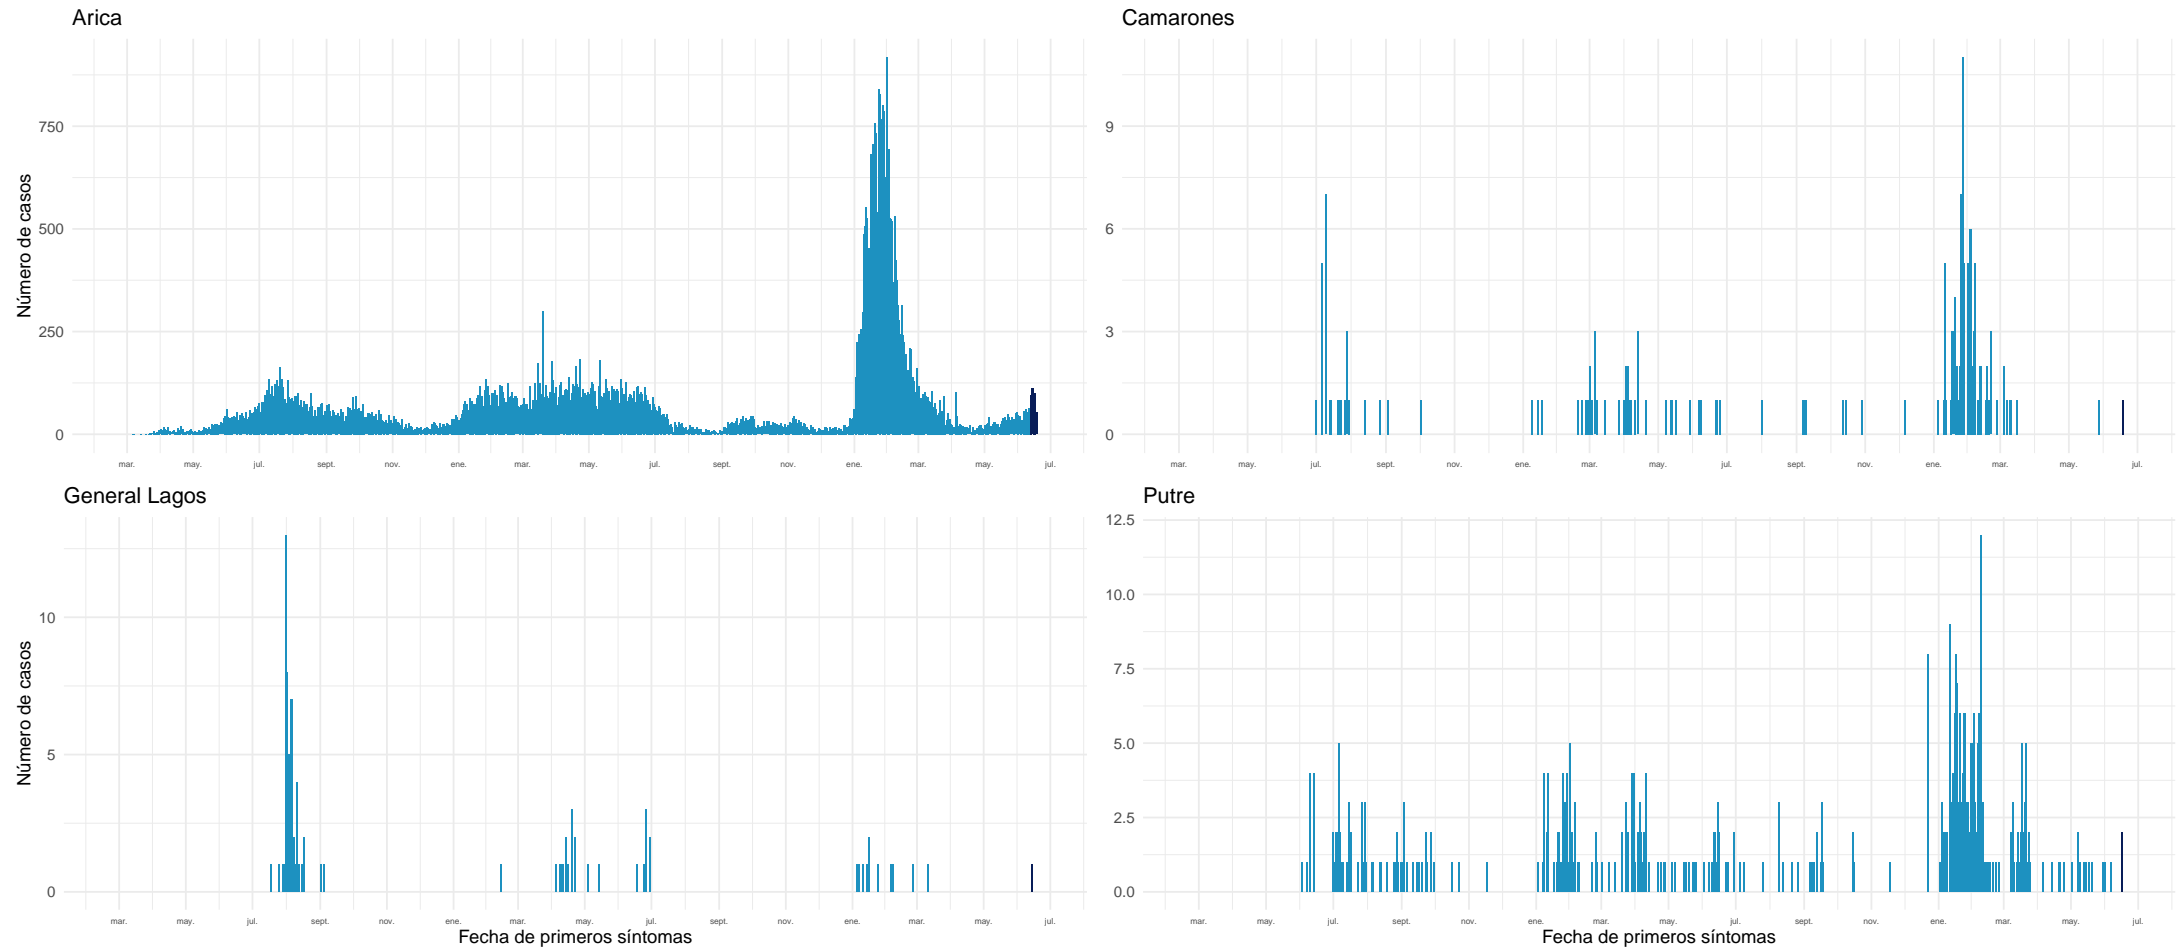 Arica
Número de casos
750
500
250
0
mar. may. jul. sept. nov. ene. mar. may. jul. sept. nov. ene. mar. may. jul.
Camarones
9
6
3
0
mar. may. jul. sept. nov. ene. mar. may. jul. sept. nov. ene. mar. may. jul.
General Lagos
Número de casos
10
5
0
mar. may. jul. sept. nov. ene. mar. may. jul. sept. nov. ene. mar. may. jul.
Fecha de primeros síntomas
Putre
12.5
10.0
7.5
5.0
2.5
0.0
mar. may. jul. sept. nov. ene. mar. may. jul. sept. nov. ene. mar. may. jul.
Fecha de primeros síntomas